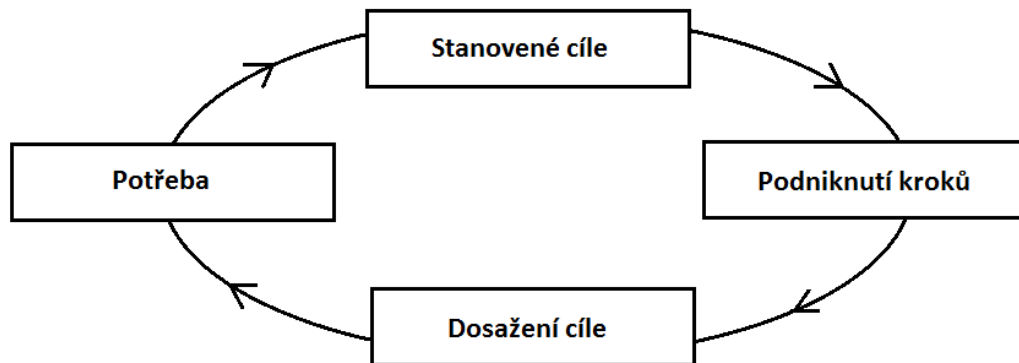 Stanovené cíle
Potřeba
Podniknutí kroků
Dosažení cíle